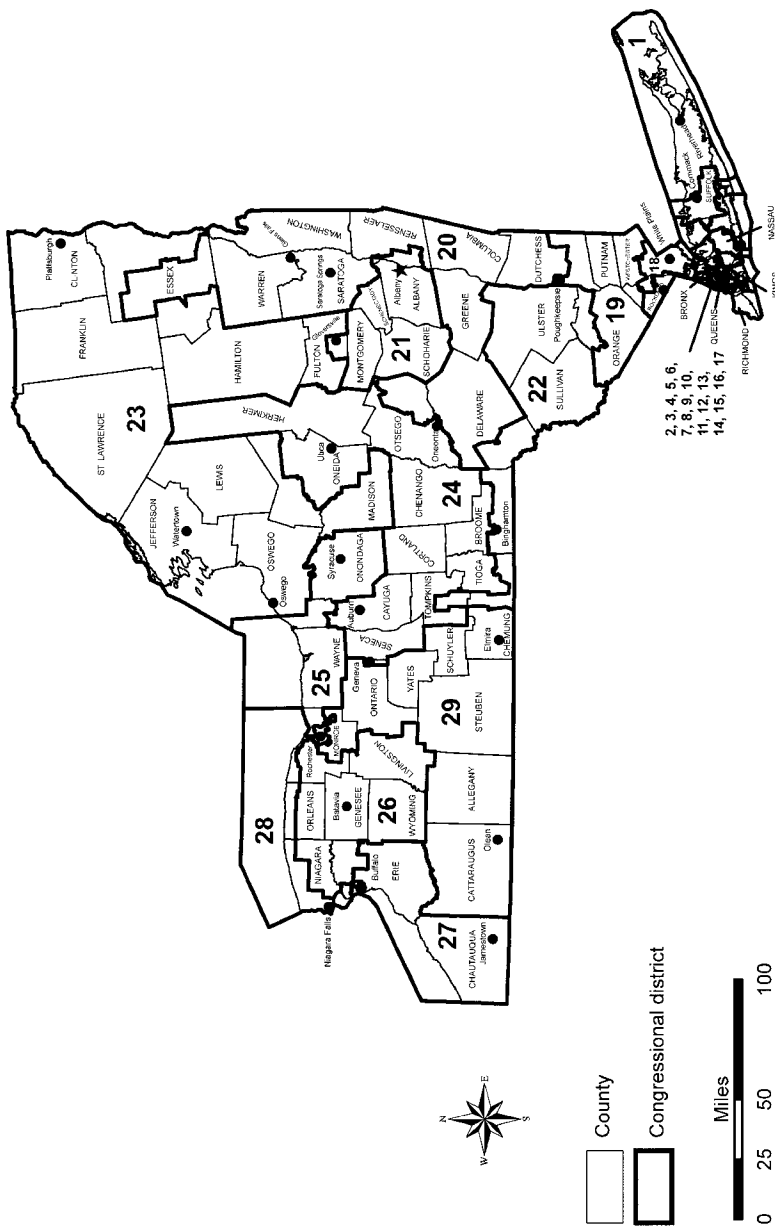 Plattsburgh
CLINTON
FRANKLIN
ST LAWRENCE
23
ESSEX
JEFFERSON
Watertown
LEWIS
HAMILTON
WARREN
WASHINGTON
Glens Falls
Saratoga Springs
SARATOGA
HERKIMER
FULTON
Gloversville
MONTGOMERY
OSWEGO
Oswego
Utica
ONEIDA
RENSSELAER
Albany
ALBANY
SCHENECTADY
21
SCHOHARIE
20
COLUMBIA
GREENE
MADISON
Syracuse
ONONDAGA
OTSEGO
Oneonta
DELAWARE
CHENANGO
24
CORTLAND
Auburn
CAYUGA
SENECA
TOMPKINS
TIOGA
BROOME
Binghamton
28
25
WAYNE
Geneva
ONTARIO
YATES
SCHUYLER
Elmira
CHEMUNG
29
STEUBEN
Rochester
MONROE
LIVINGSTON
ORLEANS
Batavia
GENESEE
26
WYOMING
ALLEGANY
NIAGARA
Niagara Falls
Buffalo
ERIE
CATTARAUGUS
Olean
27
CHAUTAUQUA
Jamestown
DUTCHESS
ULSTER
Poughkeepsie
22
SULLIVAN
PUTNAM
19
ORANGE
WESTCHESTER
White Plains
18
BRONX
QUEENS
RICHMOND
KINGS
NASSAU
SUFFOLK
Commack
Riverhead
1
2, 3, 4, 5, 6,
7, 8, 9, 10,
11, 12, 13,
14, 15, 16, 17
N
W
E
S
County
Congressional district
Miles
0 25 50 100